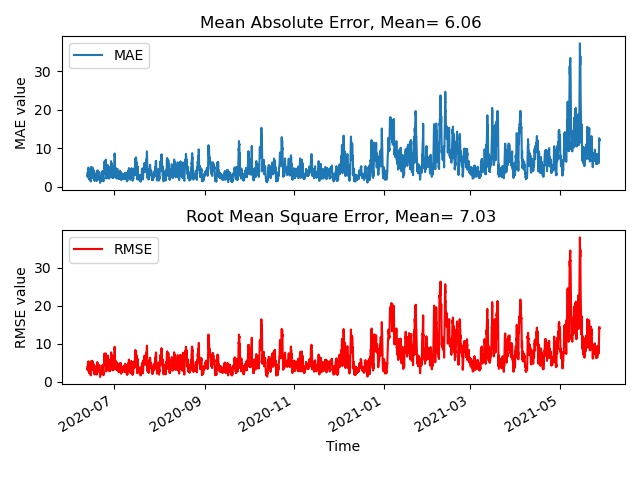 Mean Absolute Error, Mean= 6.06
MAE
MAE value
30
20
10
0
Root Mean Square Error, Mean= 7.03
RMSE
RMSE value
30
20
10
0
2020-07
2020-09
2020-11
2021-01
2021-03
2021-05
Time